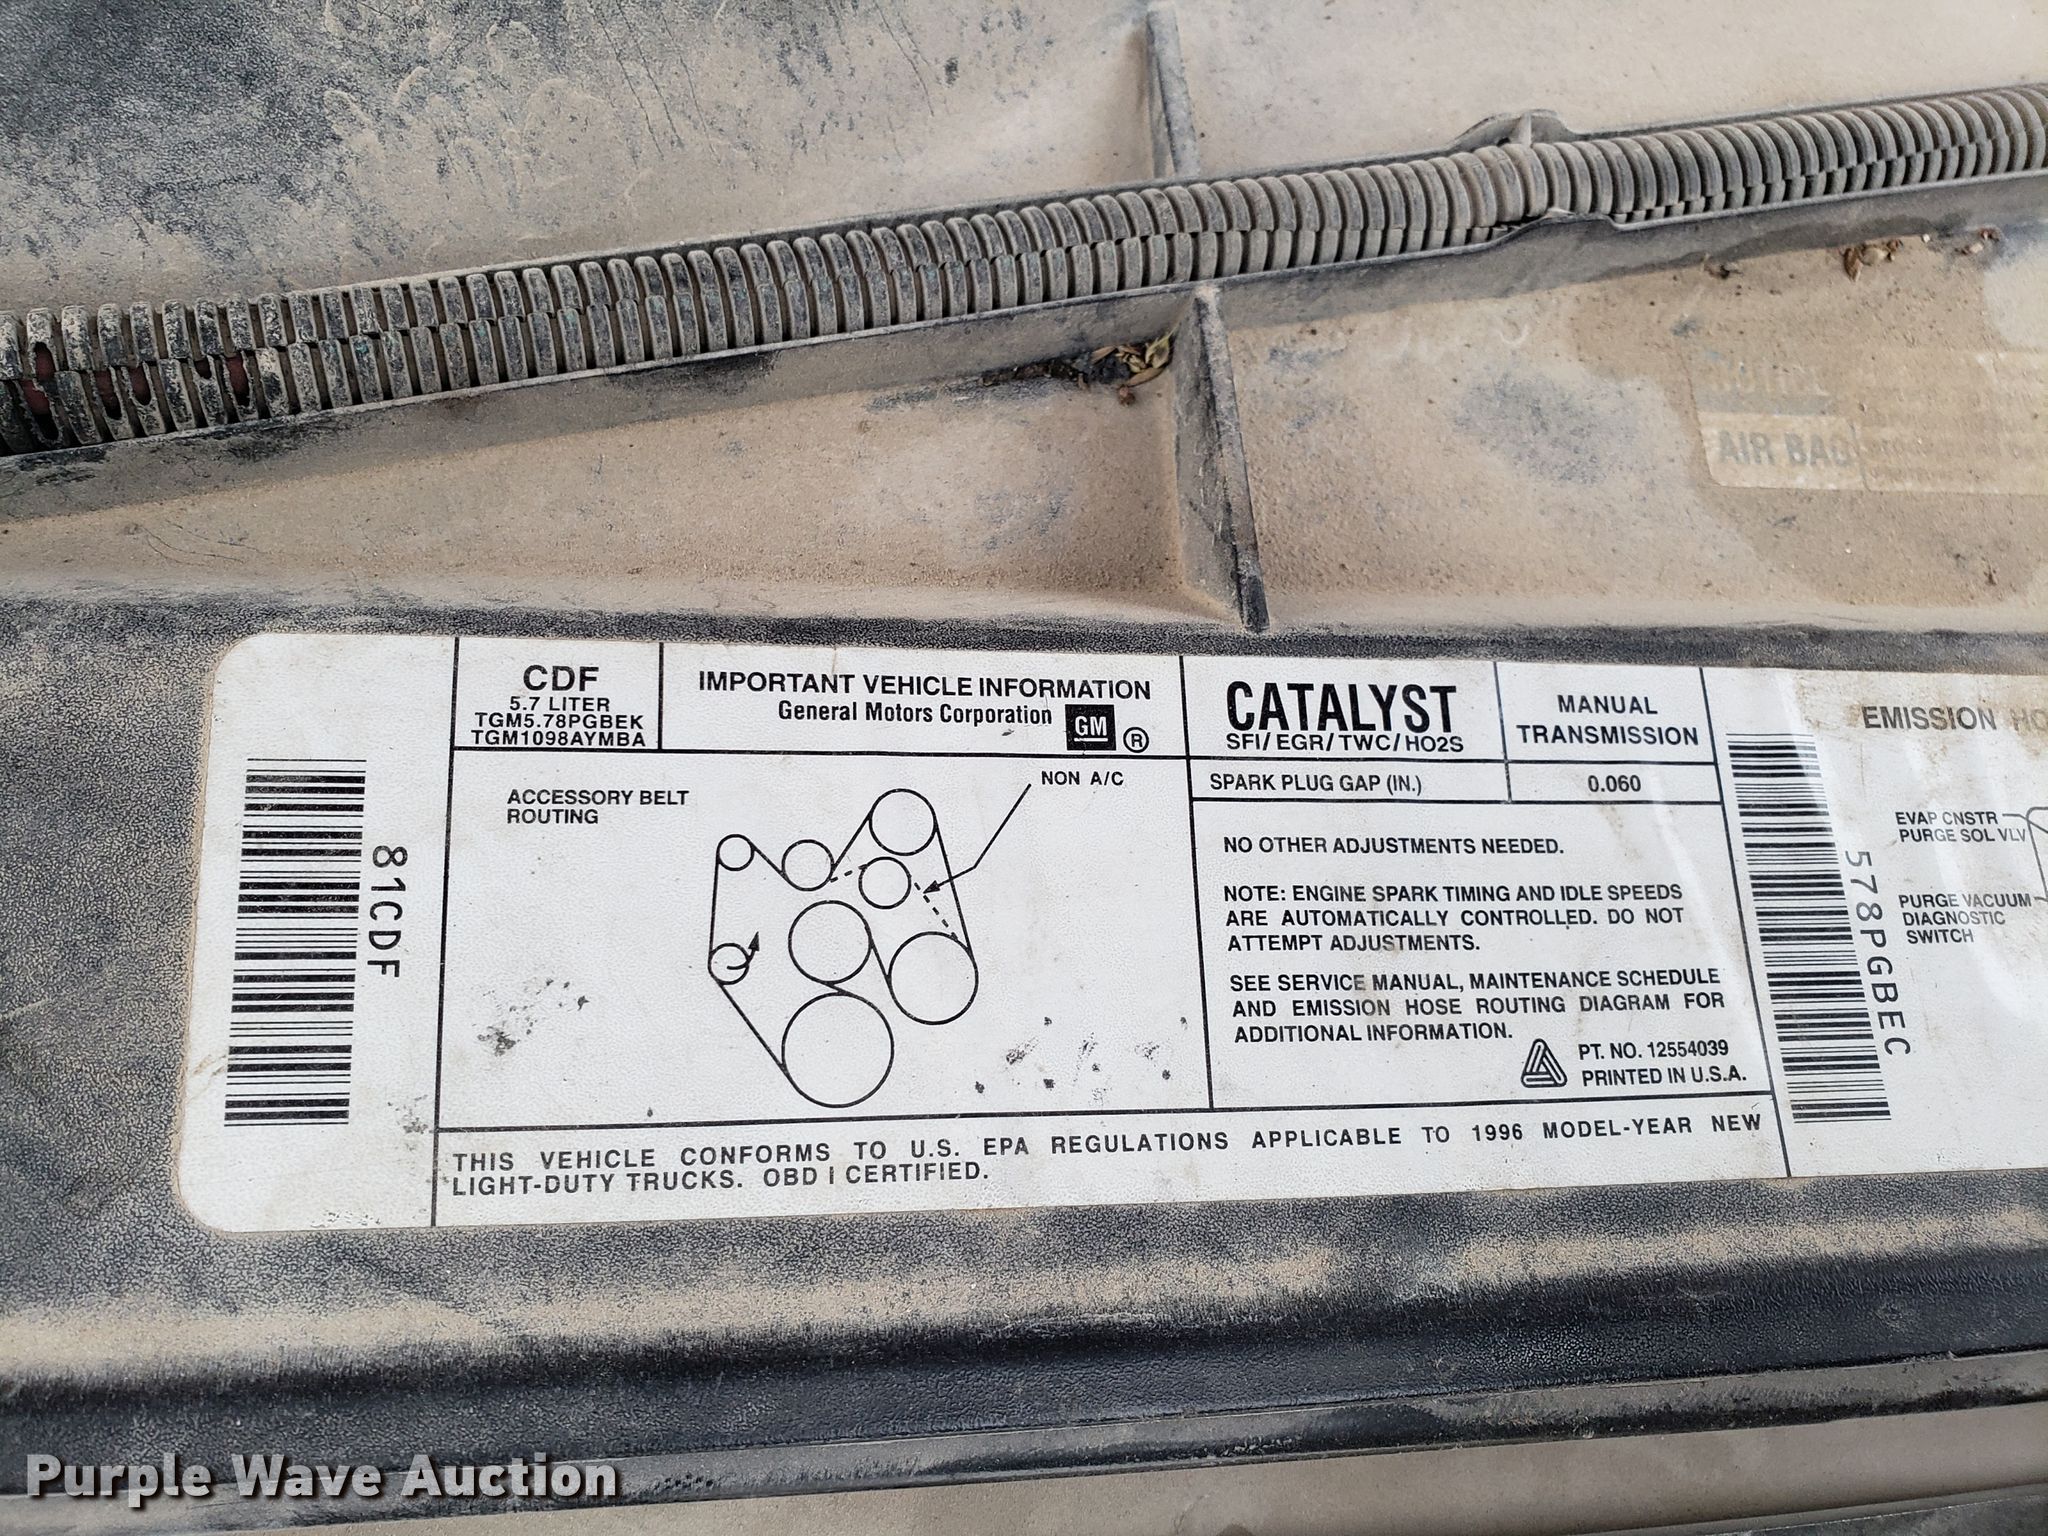 AIR BAG
CDF
5.7 LITER
TGM5.78PGBEK
TGM1098AYMBA
IMPORTANT VEHICLE INFORMATION
General Motors Corporation GM ®
CATALYST
SFI/EGR/TWC/HO2S
MANUAL
TRANSMISSION
SPARK PLUG GAP (IN.)
0.060
ACCESSORY BELT
ROUTING
NON A/C
NO OTHER ADJUSTMENTS NEEDED.
NOTE: ENGINE SPARK TIMING AND IDLE SPEEDS
ARE AUTOMATICALLY CONTROLLED. DO NOT
ATTEMPT ADJUSTMENTS.
SEE SERVICE MANUAL, MAINTENANCE SCHEDULE
AND EMISSION HOSE ROUTING DIAGRAM FOR
ADDITIONAL INFORMATION.
PT. NO. 12554039
PRINTED IN U.S.A.
THIS VEHICLE CONFORMS TO U.S. EPA REGULATIONS APPLICABLE TO 1996 MODEL-YEAR NEW
LIGHT-DUTY TRUCKS. OBD I CERTIFIED.
81CDF
578PGBEC
EMISSION HO
EVAP CNSTR
PURGE SOL VLV
PURGE VACUUM
DIAGNOSTIC
SWITCH
Purple Wave Auction